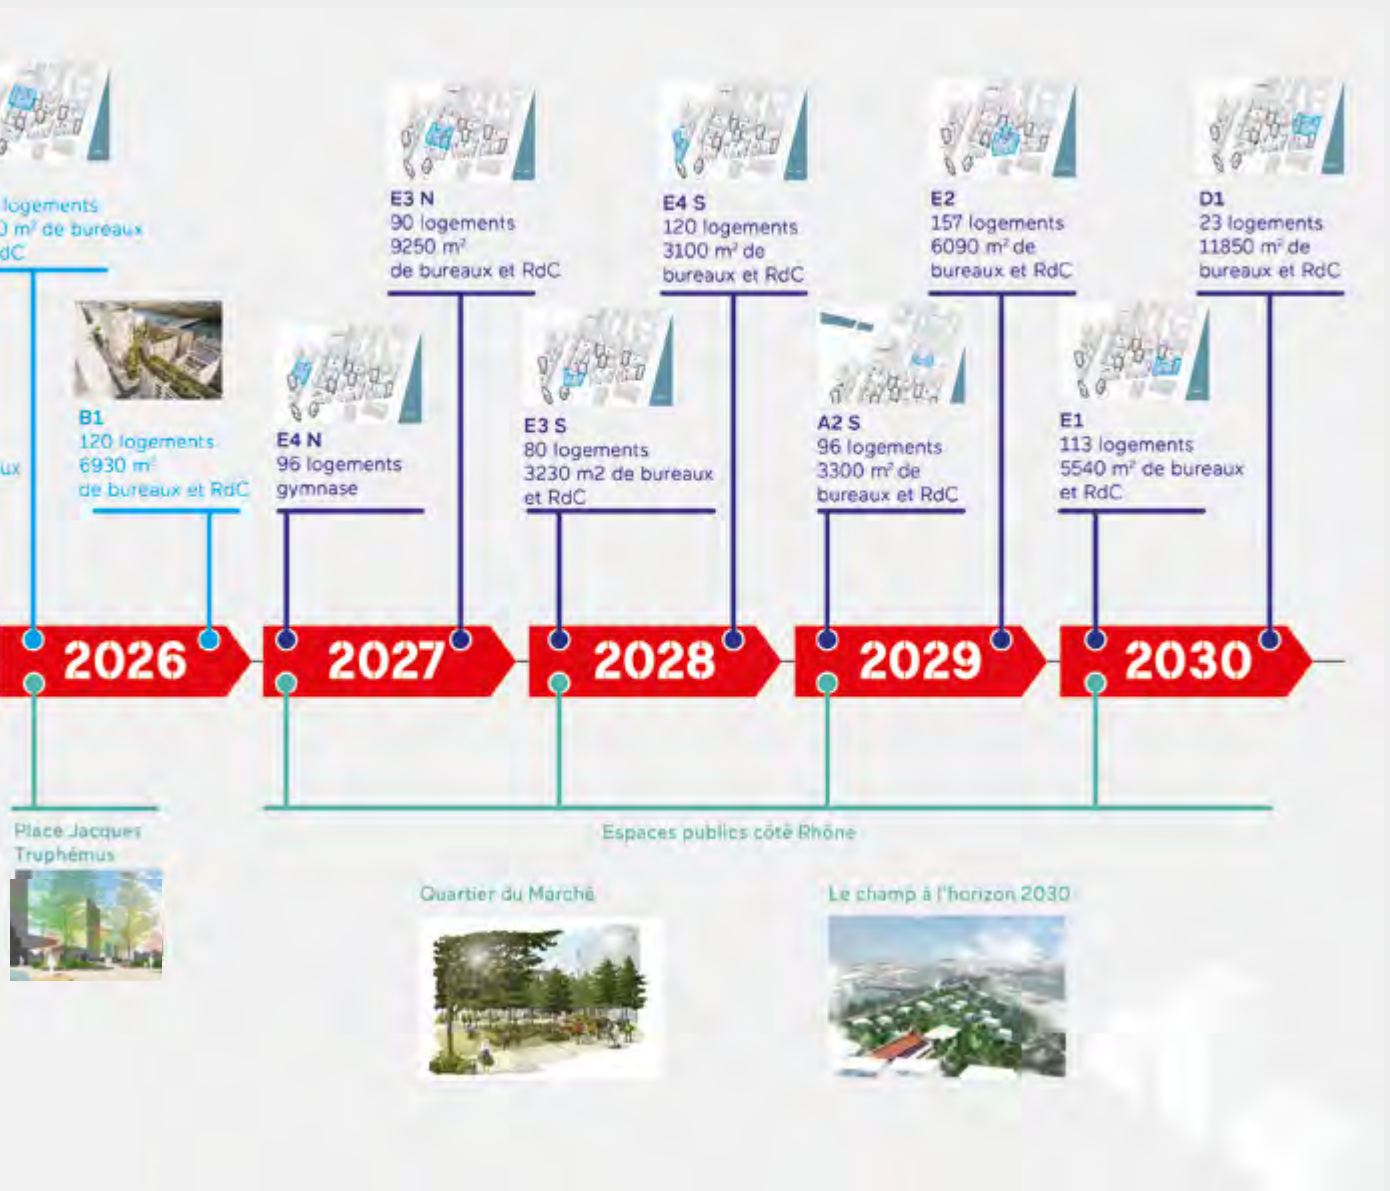 logements
m² de bureaux
E3 N
90 logements
9250 m²
de bureaux et RdC
E4 S
120 logements
3100 m² de
bureaux et RdC
E2
157 logements
6090 m² de
bureaux et RdC
D1
23 logements
11850 m² de
bureaux et RdC
B1
120 logements
6930 m²
de bureaux et RdC
E4 N
96 logements
gymnase
E3 S
80 logements
3230 m2 de bureaux
et RdC
A2 S
96 logements
3300 m² de
bureaux et RdC
E1
113 logements
5540 m² de bureaux
et RdC
2026
2027
2028
2029
2030
Place Jacques
Truphémus
Espaces publics côté Rhône
Quartier du Marché
Le champ à l'horizon 2030